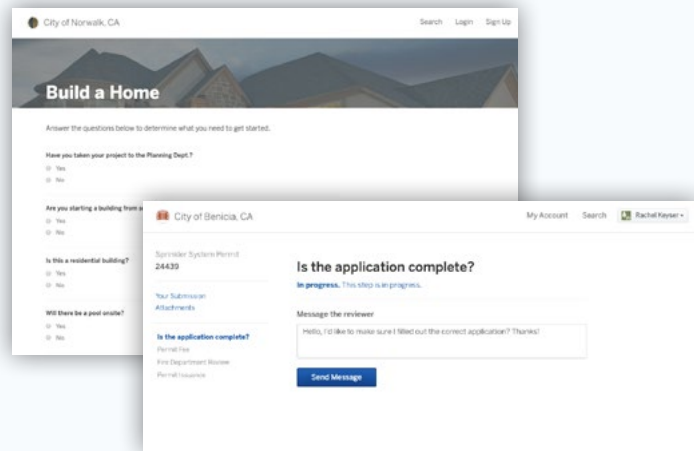 City of Norwalk, CA
Search Login Sign Up
Build a Home
Answer the questions below to determine what you need to get started.
Have you taken your project to the Planning Dept.?
Yes
No
Are you starting a building from
Yes
No
Is this a residential building?
Yes
No
Will there be a pool onsite?
Yes
No
City of Benicia, CA
My Account Search Rachel Keyser
Sprinkler System Permit
24439
Your Submission
Attachments
Is the application complete?
Permit Fee
Fire Department Review
Permit Issuance
Is the application complete?
In progress. This step is in progress.
Message the reviewer
Hello, I'd like to make sure I filled out the correct application? Thanks!
Send Message